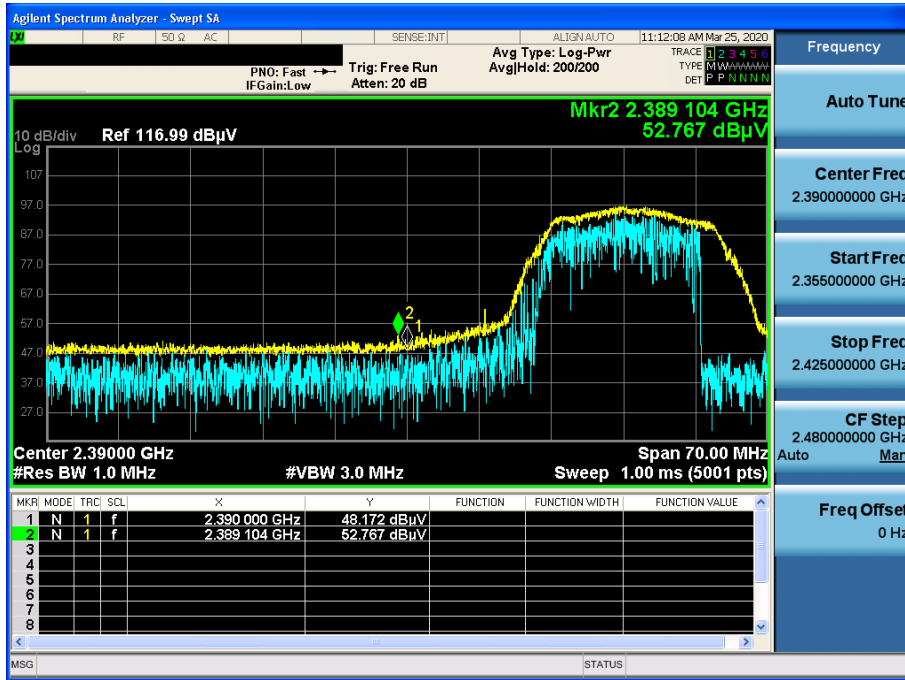 Agilent Spectrum Analyzer - Swept SA
LXI RF 50 Ω AC SENSE:INT ALIGN AUTO 11:12:08 AM Mar 25, 2020
PNO: Fast Trig: Free Run Avg Type: Log-Pwr TRACE 1 2 3 4 5 6
IFGain:Low Atten: 20 dB Avg|Hold: 200/200 TYPE M W
DET P P N N N N
Mkr2 2.389 104 GHz
52.767 dBµV
10 dB/div Ref 116.99 dBµV
Log
107
97.0
87.0
77.0
67.0
57.0
47.0
37.0
27.0
2
1
Center 2.39000 GHz Span 70.00 MHz
#Res BW 1.0 MHz #VBW 3.0 MHz Sweep 1.00 ms (5001 pts)
MKR MODE TRC SCL X Y FUNCTION FUNCTION WIDTH FUNCTION VALUE
1 N 1 f 2.390 000 GHz 48.172 dBµV
2 N 1 f 2.389 104 GHz 52.767 dBµV
3
4
5
6
7
8
MSG STATUS
Frequency
Auto Tune
Center Freq
2.390000000 GHz
Start Freq
2.355000000 GHz
Stop Freq
2.425000000 GHz
CF Step
2.480000000 GHz
Auto Man
Freq Offset
0 Hz